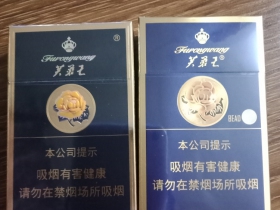 Furongwang
®
芙蓉王
本公司提示
吸烟有害健康
请勿在禁烟场所吸烟
Furongwang
芙蓉王
本公司提示
吸烟有害健康
请勿在禁烟场所吸烟